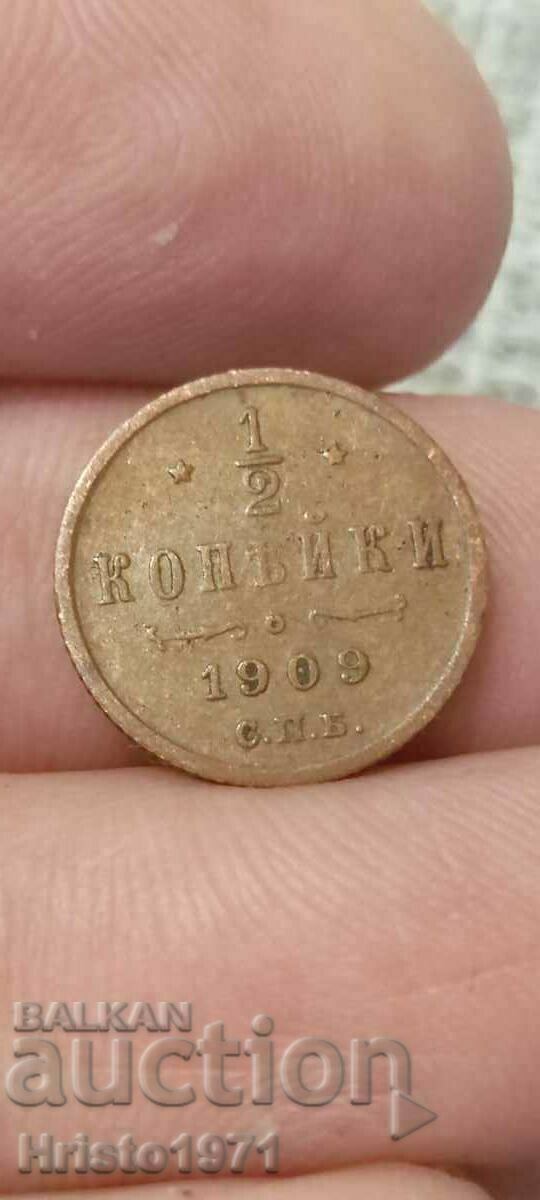 1/2
КОПѢЙКИ
1909
С.П.Б.
BALKAN
auction
Hristo1971